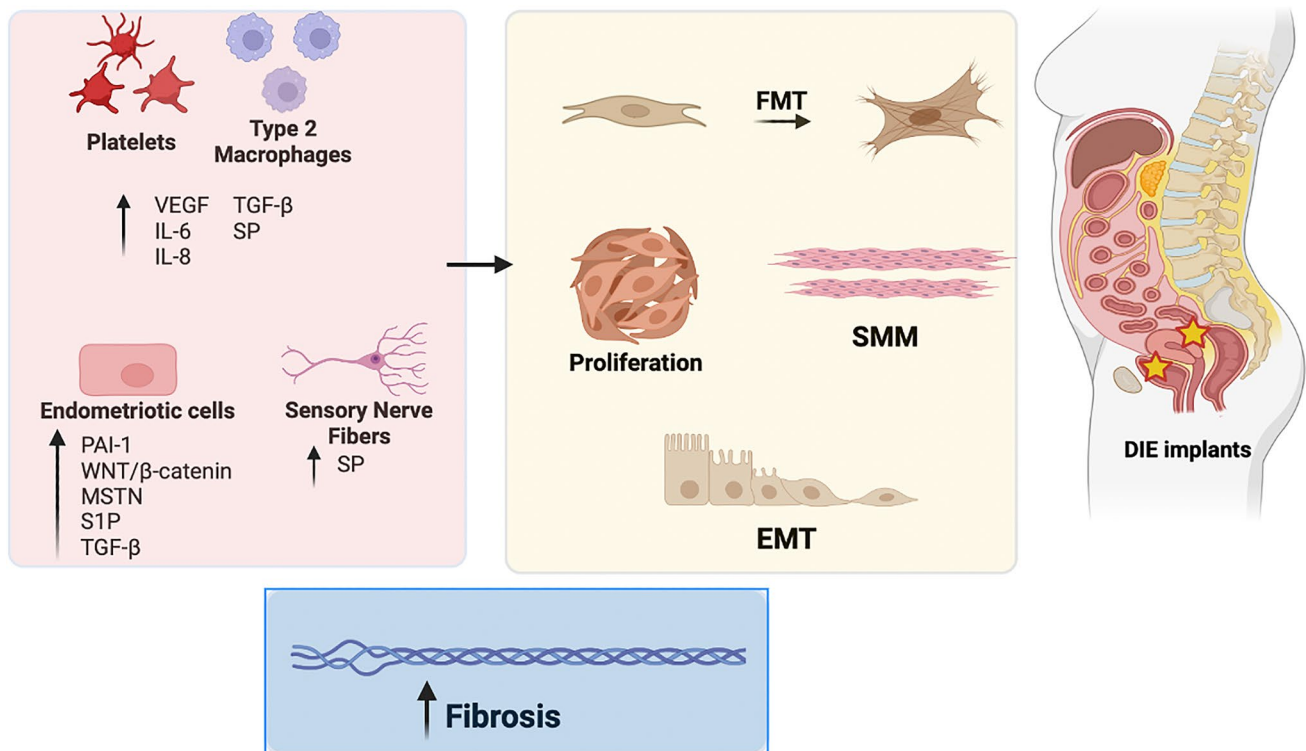 Platelets
Type 2
Macrophages
VEGF TGF-β
IL-6 SP
IL-8
Endometriotic cells
PAI-1
WNT/β-catenin
MSTN
S1P
TGF-β
Sensory Nerve
Fibers
SP
FMT
Proliferation
SMM
EMT
DIE implants
Fibrosis